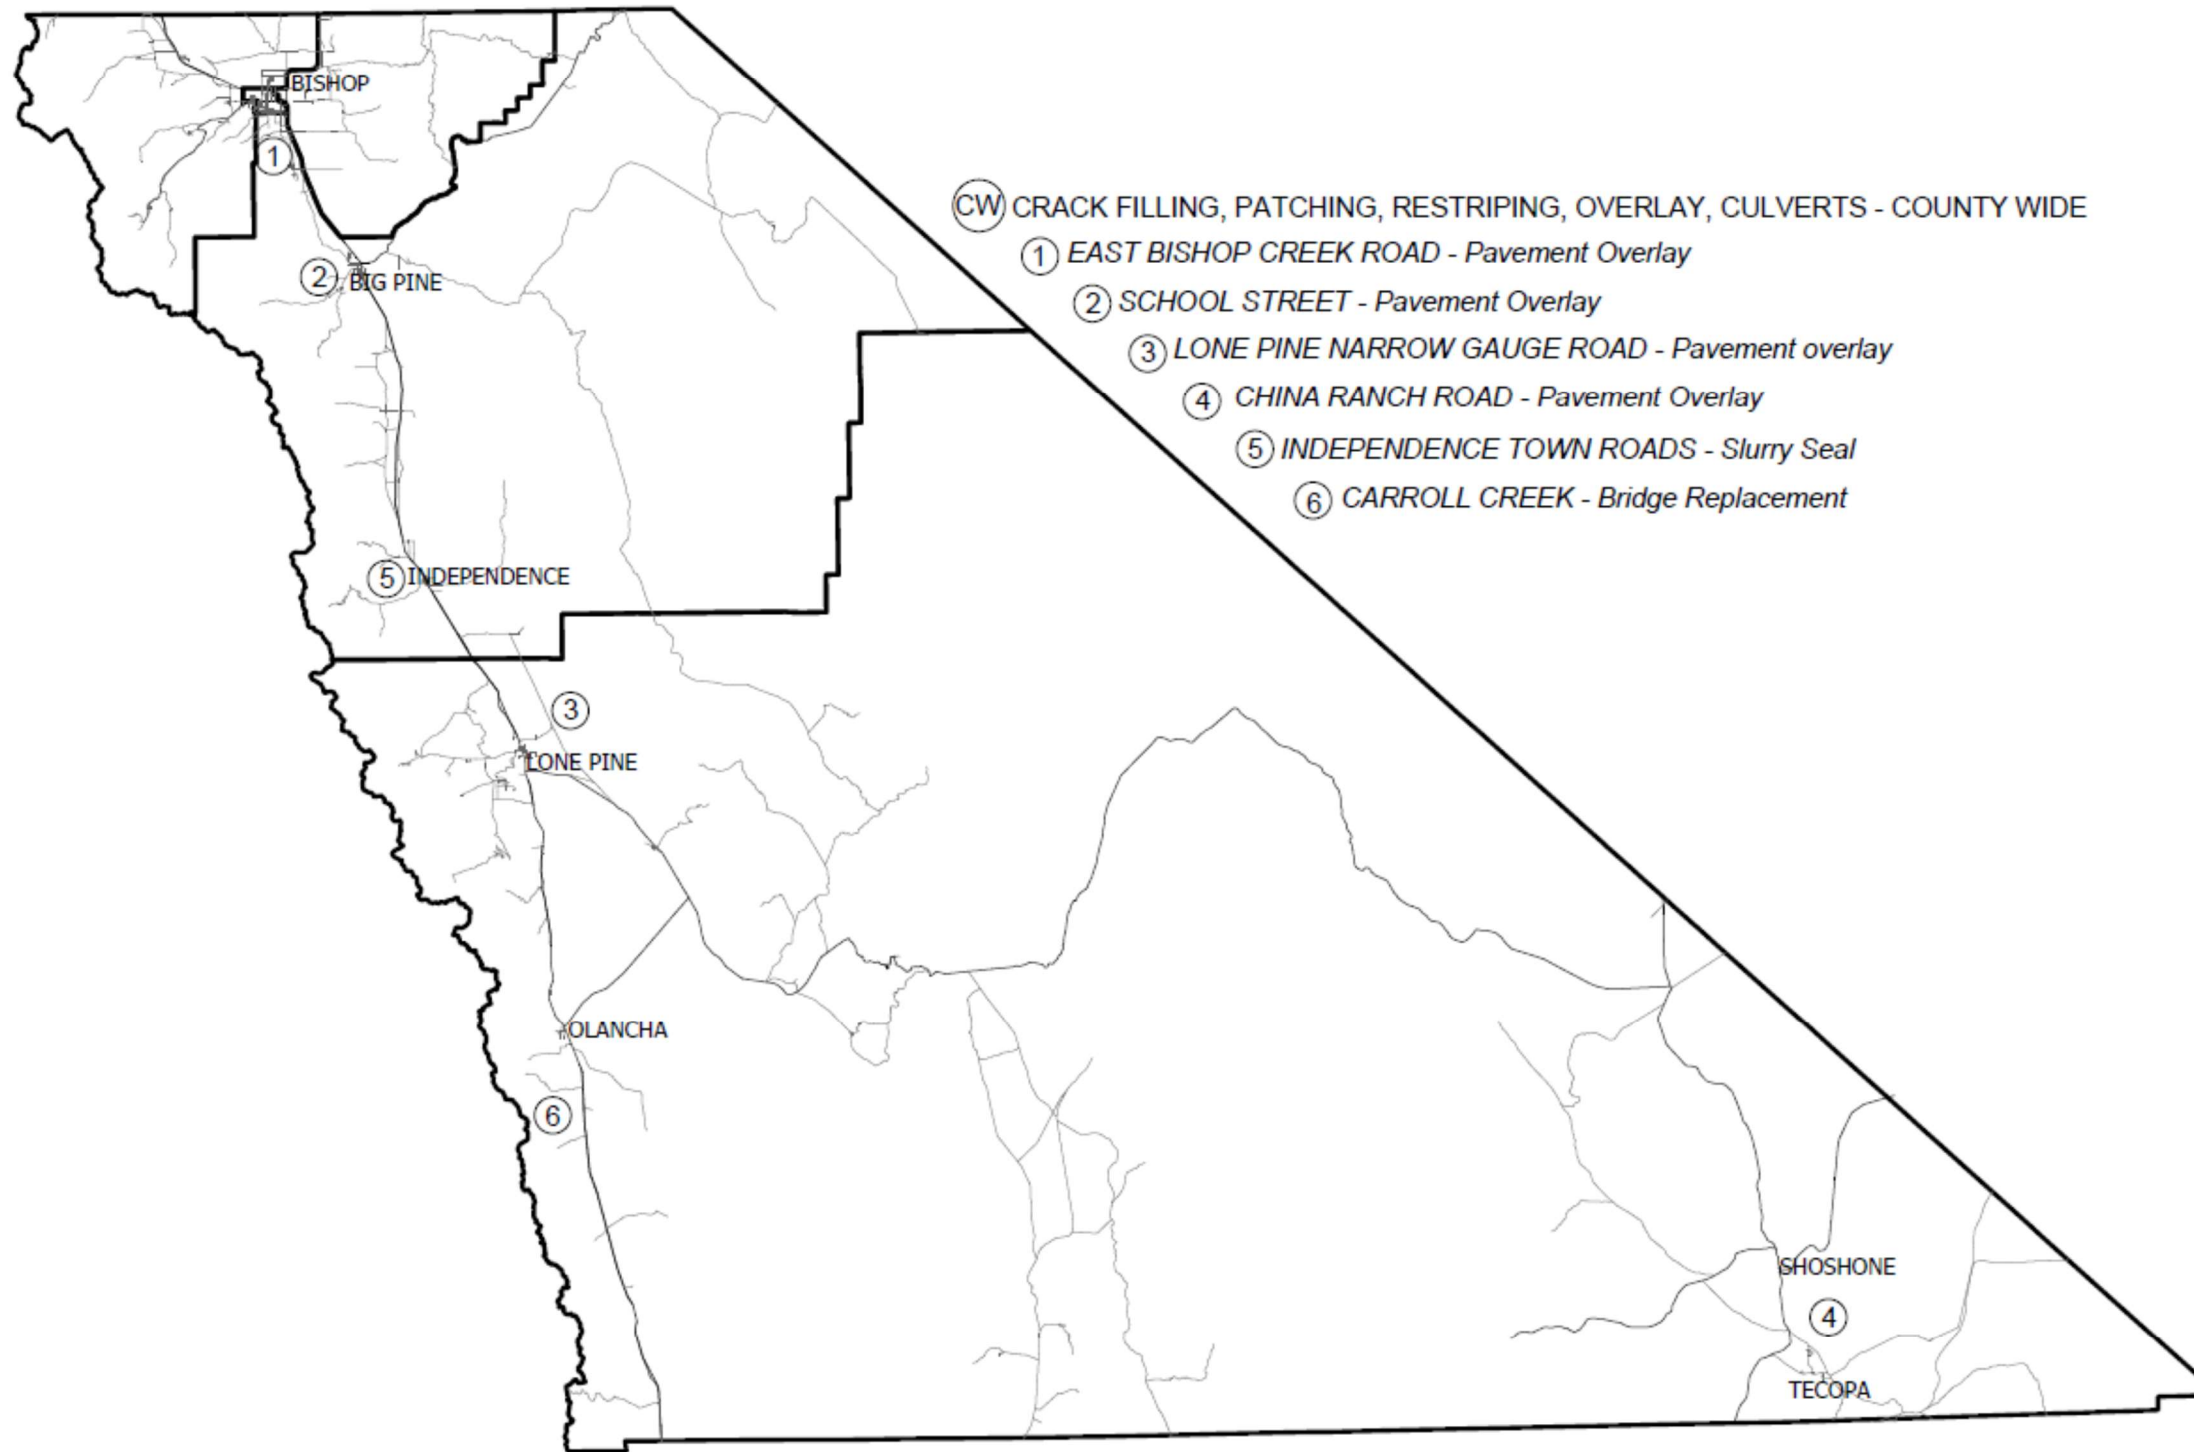 BISHOP
1
CW CRACK FILLING, PATCHING, RESTRIPING, OVERLAY, CULVERTS - COUNTY WIDE
1 EAST BISHOP CREEK ROAD - Pavement Overlay
2 SCHOOL STREET - Pavement Overlay
3 LONE PINE NARROW GAUGE ROAD - Pavement overlay
4 CHINA RANCH ROAD - Pavement Overlay
5 INDEPENDENCE TOWN ROADS - Slurry Seal
6 CARROLL CREEK - Bridge Replacement
2 BIG PINE
5 INDEPENDENCE
3
LONE PINE
OLANCHA
6
SHOSHONE
4
TECOPA